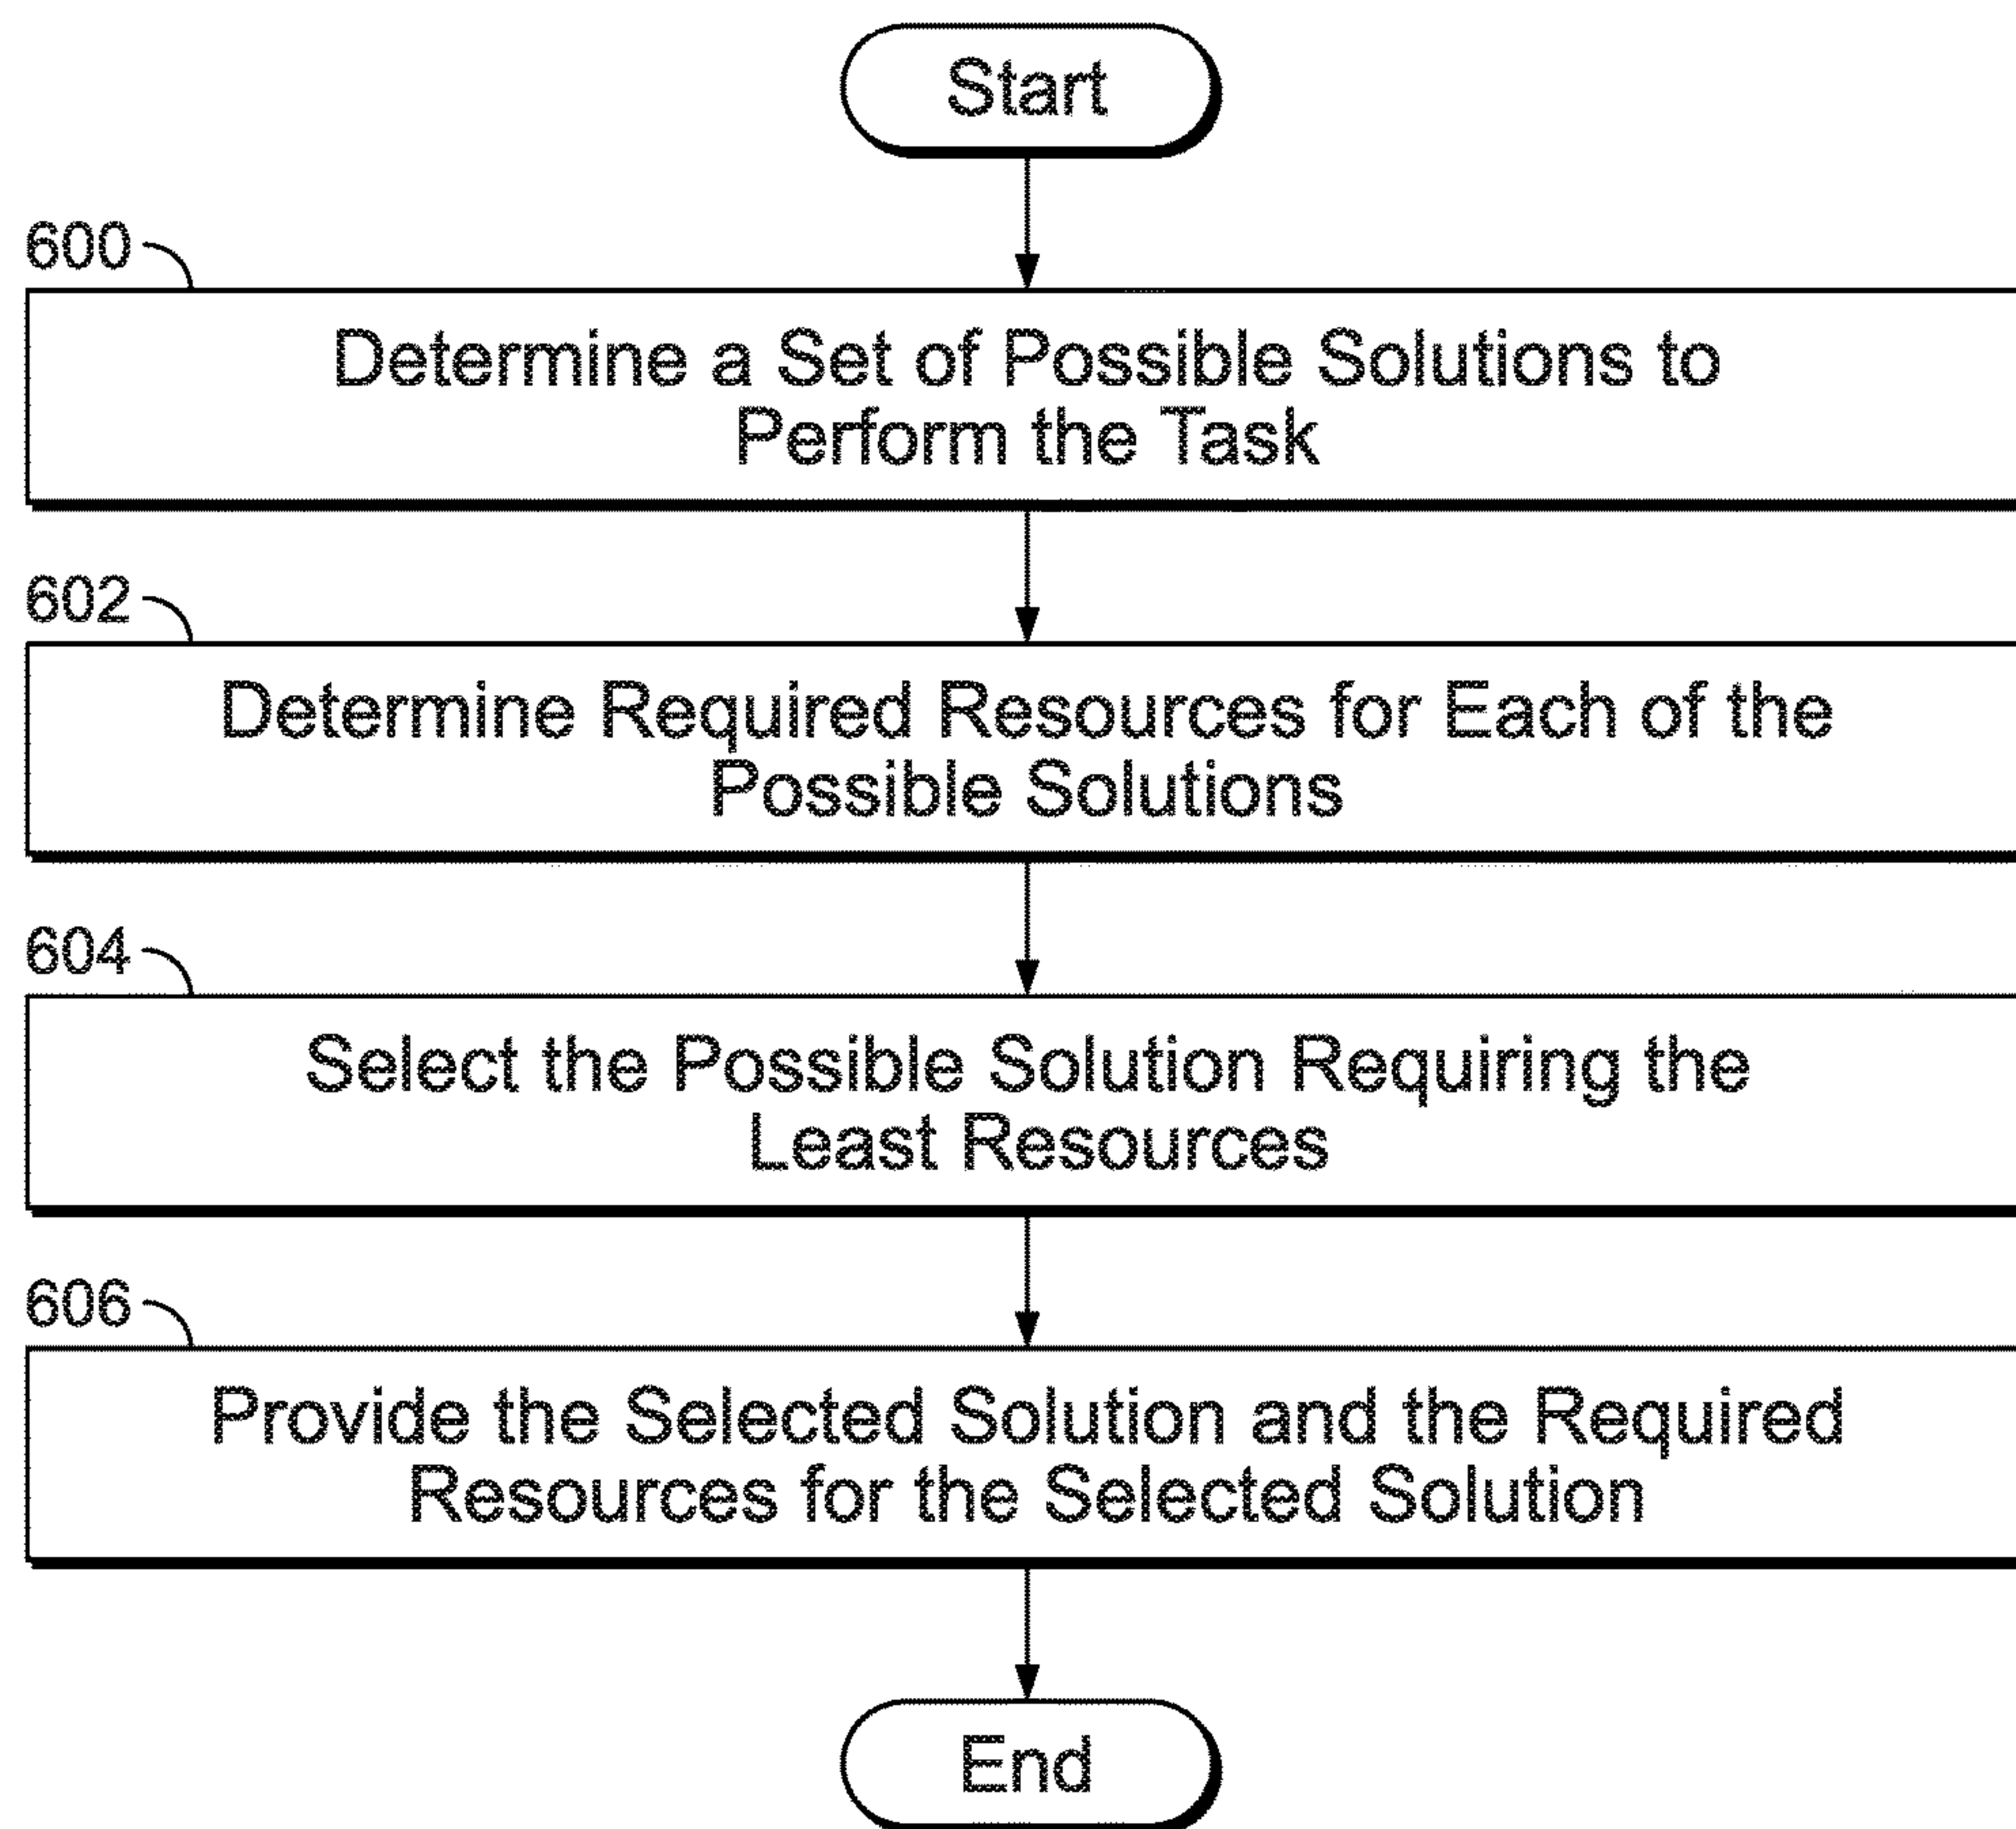 Start
600
Determine a Set of Possible Solutions to
Perform the Task
602
Determine Required Resources for Each of the
Possible Solutions
604
Select the Possible Solution Requiring the
Least Resources
606
Provide the Selected Solution and the Required
Resources for the Selected Solution
End